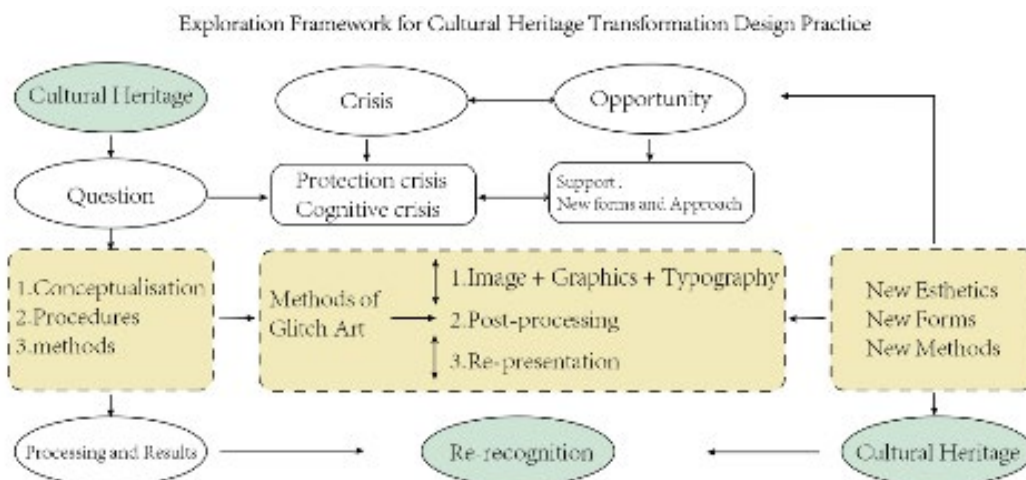 Exploration Framework for Cultural Heritage Transformation Design Practice
Cultural Heritage
Crisis
Opportunity
Question
Protection crisis
Cognitive crisis
Support .
New forms and Approach
1.Conceptualisation
2.Procedures
3.methods
Methods of
Glitch Art
1.Image + Graphics + Typography
2.Post-processing
3.Re-presentation
New Esthetics
New Forms
New Methods
Processing and Results
Re-recognition
Cultural Heritage